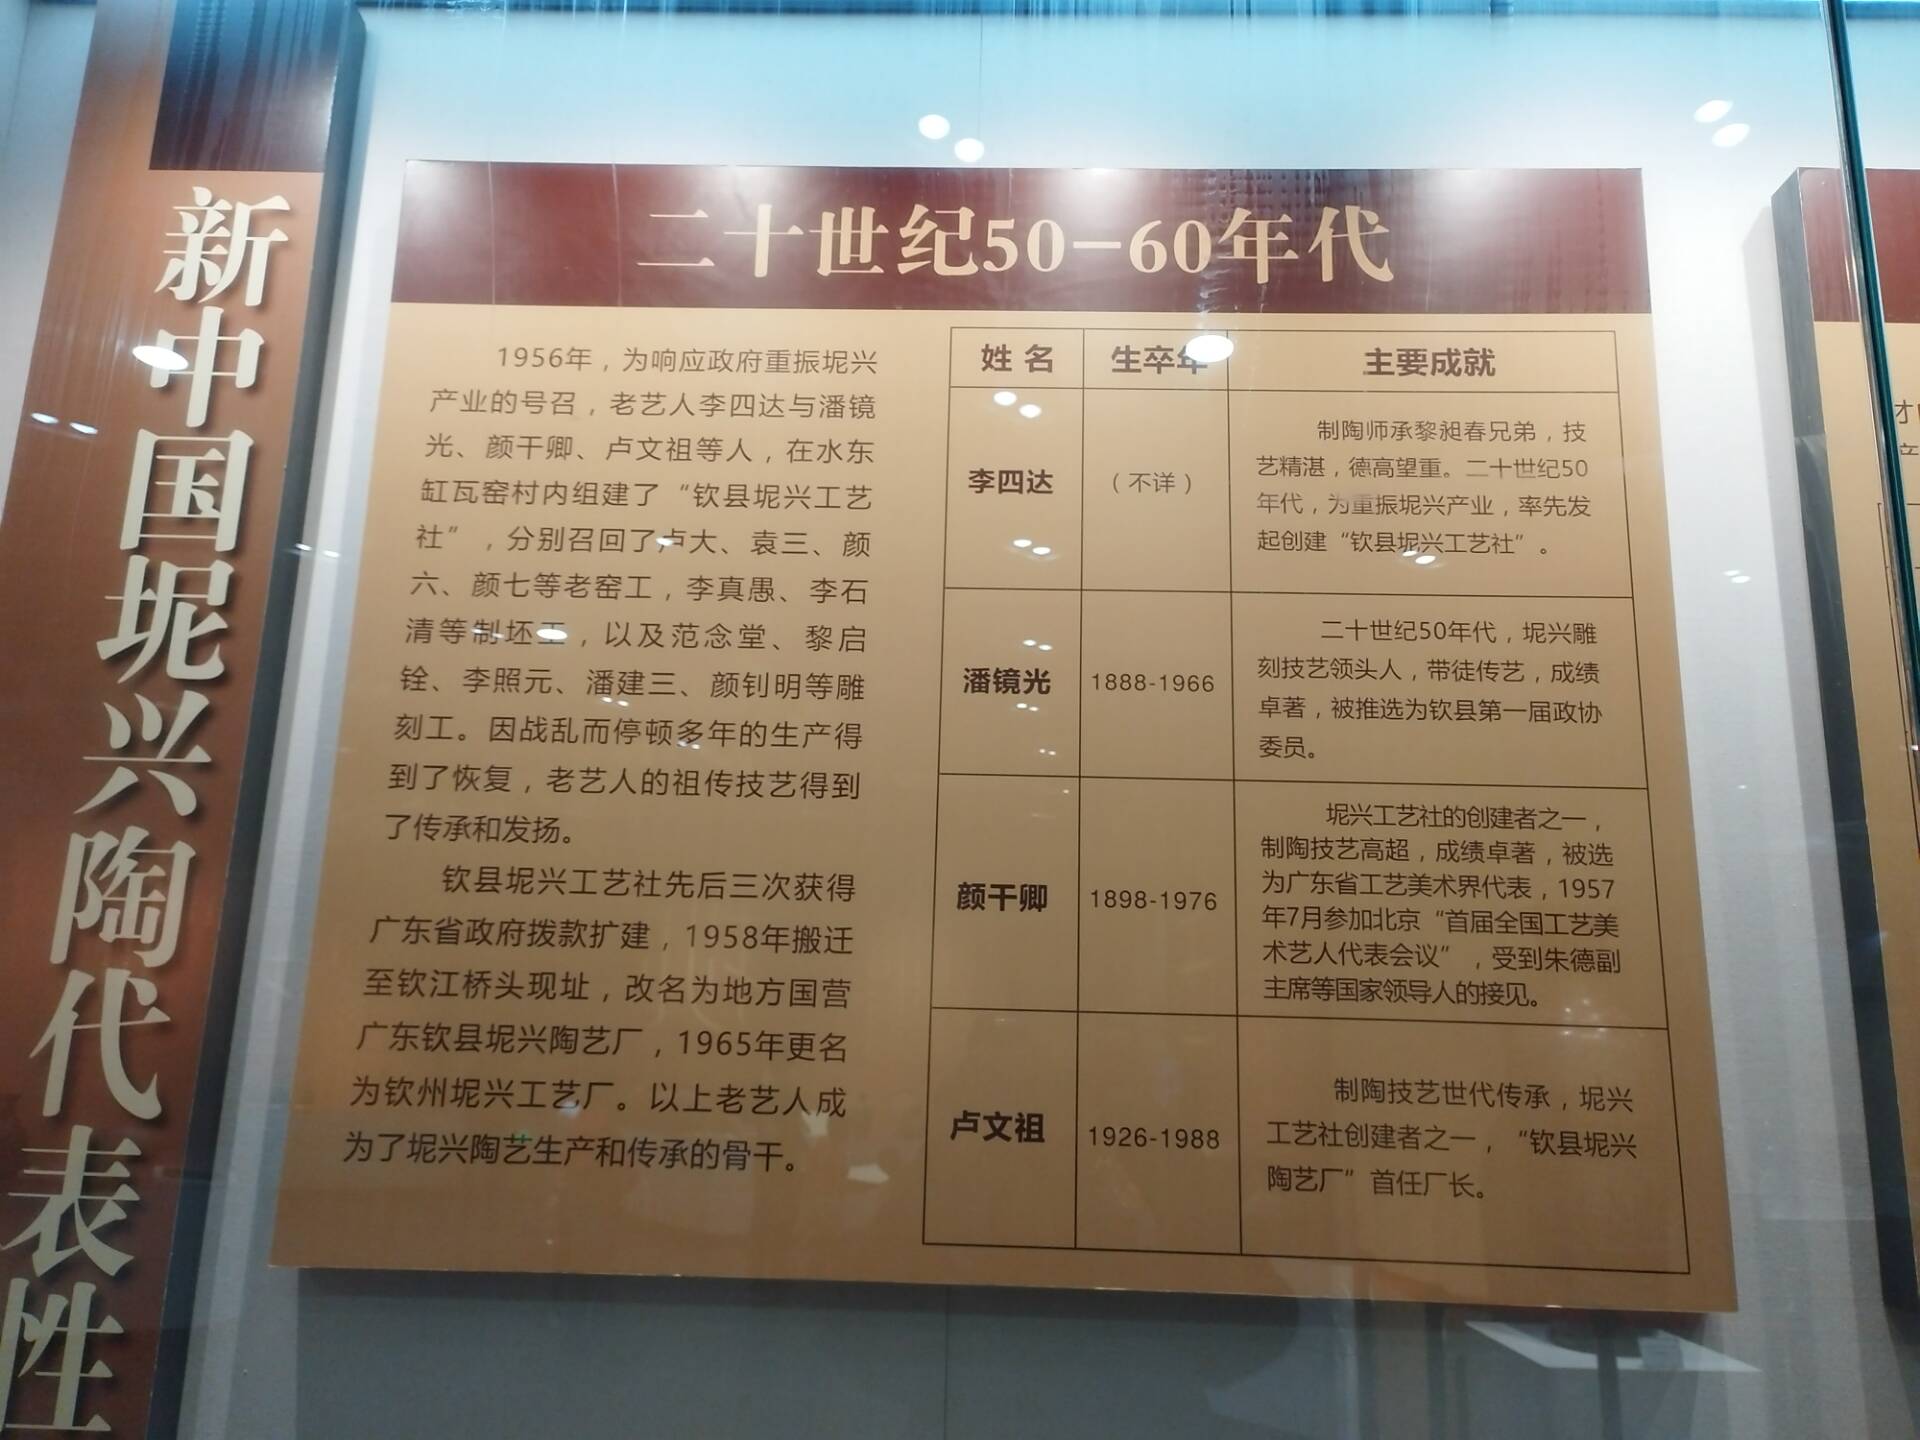 新中国坭兴陶代表性
二十世纪50-60年代
1956年，为响应政府重振坭兴
产业的号召，老艺人李四达与潘镜
光、颜干卿、卢文祖等人，在水东
缸瓦窑村内组建了“钦县坭兴工艺
社”，分别召回了卢大、袁三、颜
六、颜七等老窑工，李真愚、李石
清等制坯工，以及范念堂、黎启
铨、李照元、潘建三、颜钊明等雕
刻工。因战乱而停顿多年的生产得
到了恢复，老艺人的祖传技艺得到
了传承和发扬。
钦县坭兴工艺社先后三次获得
广东省政府拨款扩建，1958年搬迁
至钦江桥头现址，改名为地方国营
广东钦县坭兴陶艺厂，1965年更名
为钦州坭兴工艺厂。以上老艺人成
为了坭兴陶艺生产和传承的骨干。
姓 名 生卒年 主要成就
李四达 （不详）
制陶师承黎昶春兄弟，技
艺精湛，德高望重。二十世纪50
年代，为重振坭兴产业，率先发
起创建“钦县坭兴工艺社”。
潘镜光 1888-1966
二十世纪50年代，坭兴雕
刻技艺领头人，带徒传艺，成绩
卓著，被推选为钦县第一届政协
委员。
颜干卿 1898-1976
坭兴工艺社的创建者之一，
制陶技艺高超，成绩卓著，被选
为广东省工艺美术界代表，1957
年7月参加北京“首届全国工艺美
术艺人代表会议”，受到朱德副
主席等国家领导人的接见。
卢文祖 1926-1988
制陶技艺世代传承，坭兴
工艺社创建者之一，“钦县坭兴
陶艺厂”首任厂长。